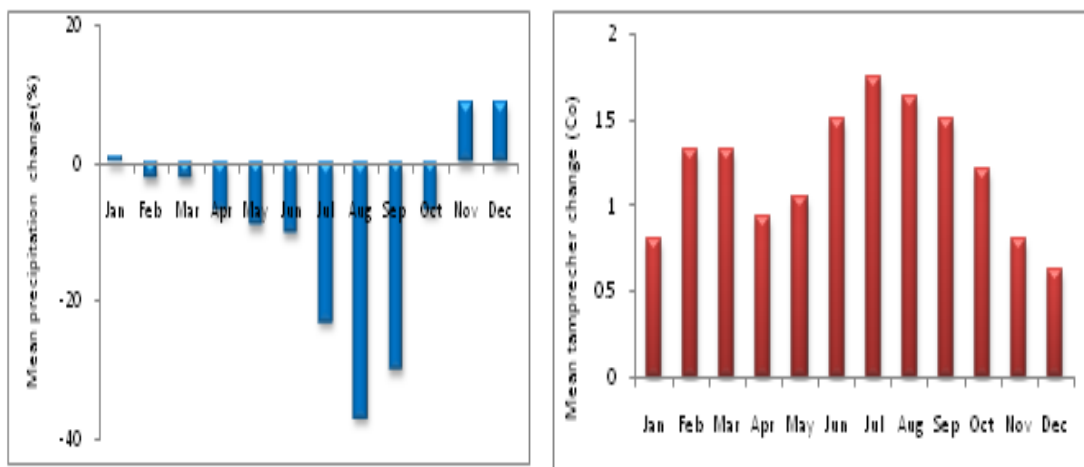 Mean precipitation change(%)
20
0
-20
-40
Jan Feb Mar Apr May Jun Jul Aug Sep Oct Nov Dec
Mean tamprecher change (Co)
2
1.5
1
05
0
Jan Feb Mar Apr May Jun Jul Aug Sep Oct Nov Dec